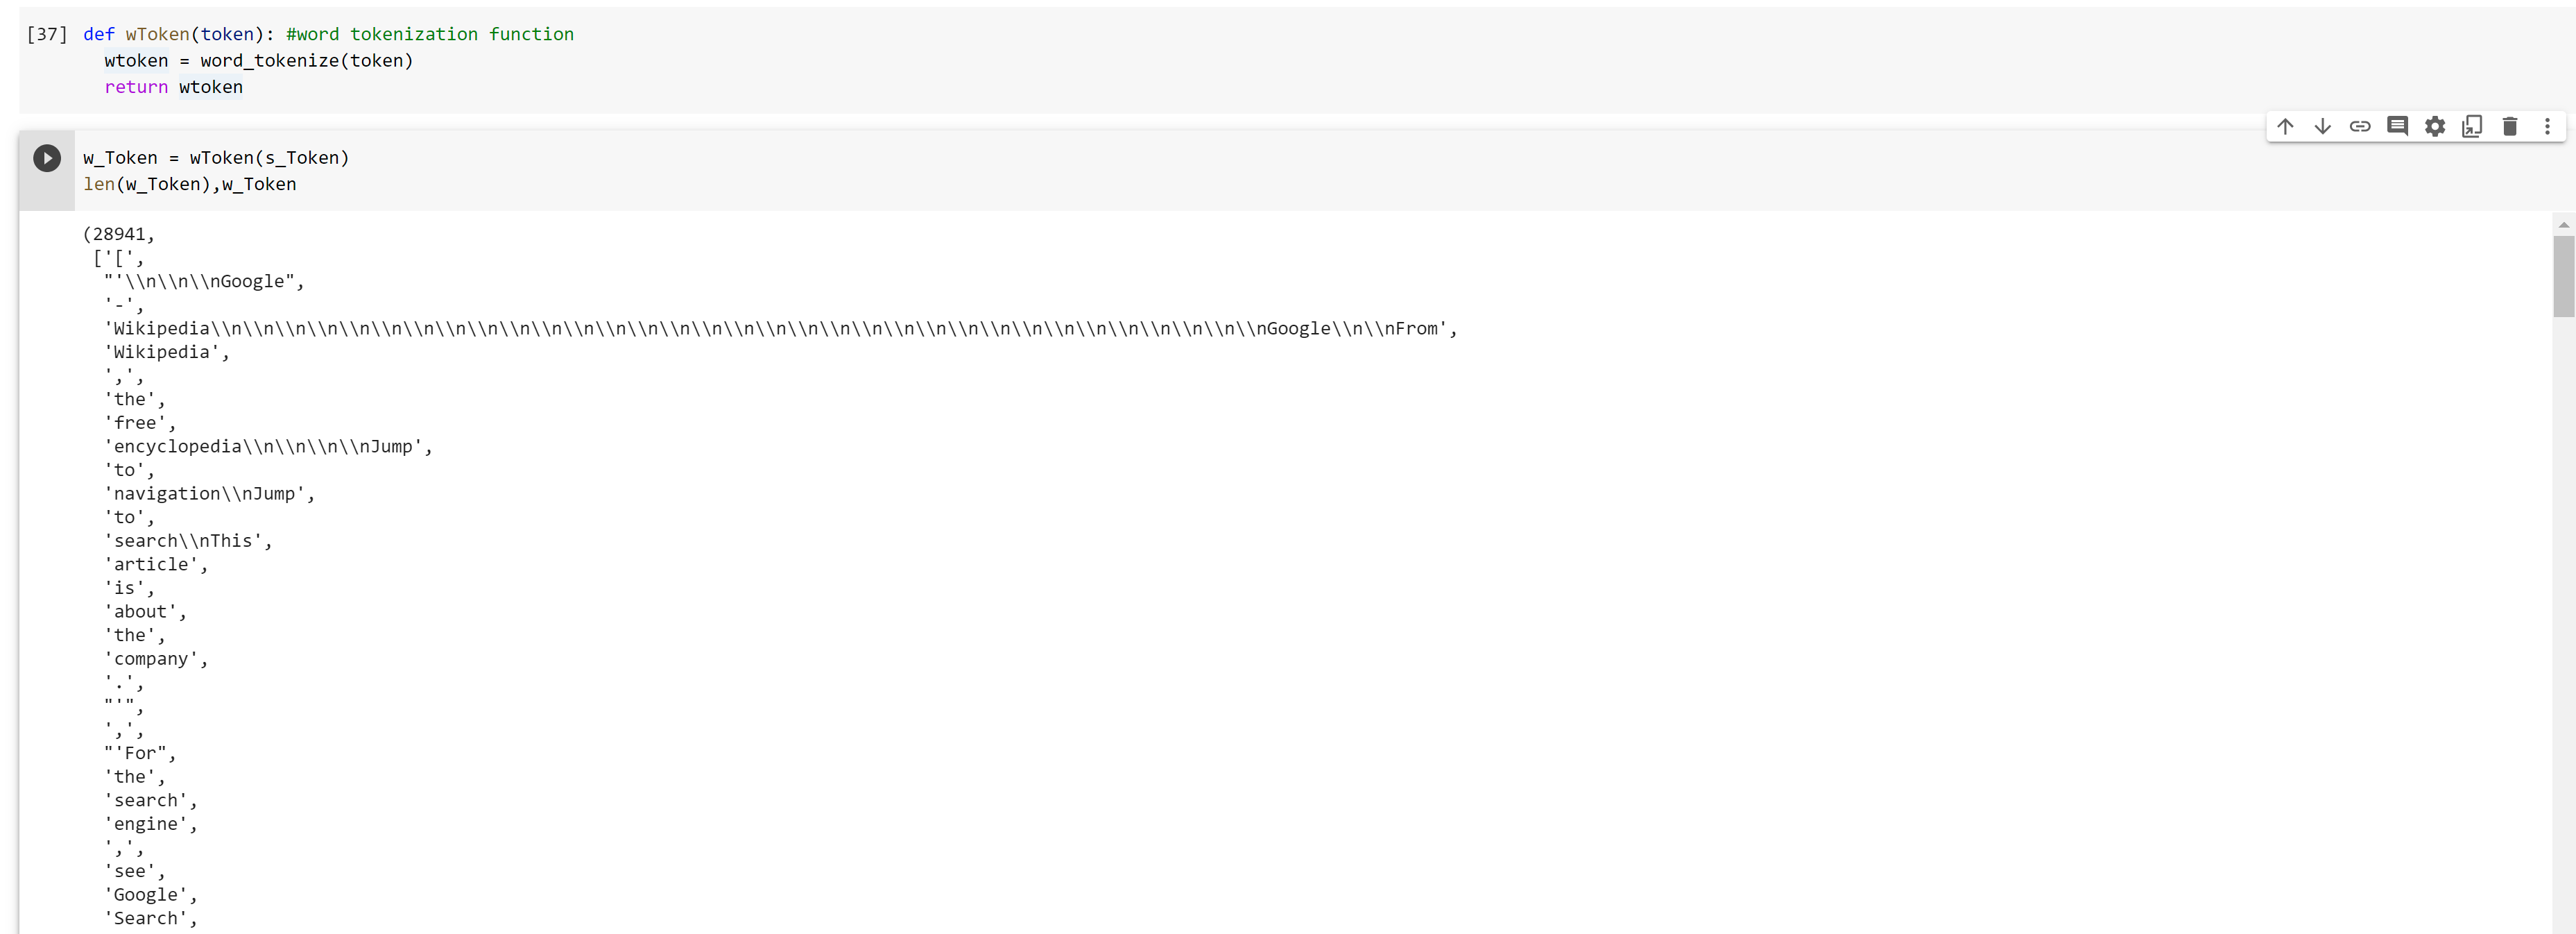 [37] def wToken(token): #word tokenization function
wtoken = word_tokenize(token)
return wtoken
w_Token = wToken(s_Token)
len(w_Token),w_Token
(28941,
['[',
"'\\n\\n\\nGoogle",
'-',
'Wikipedia\\n\\n\\n\\n\\n\\n\\n\\n\\n\\n\\n\\n\\n\\n\\n\\n\\n\\n\\n\\n\\n\\n\\n\\n\\n\\n\\n\\n\\n\\n\\n\\n\\nGoogle\\n\\nFrom',
'Wikipedia',
',',
'the',
'free',
'encyclopedia\\n\\n\\n\\nJump',
'to',
'navigation\\nJump',
'to',
'search\\nThis',
'article',
'is',
'about',
'the',
'company',
'.',
"'",
',',
"'For",
'the',
'search',
'engine',
',',
'see',
'Google',
'Search',